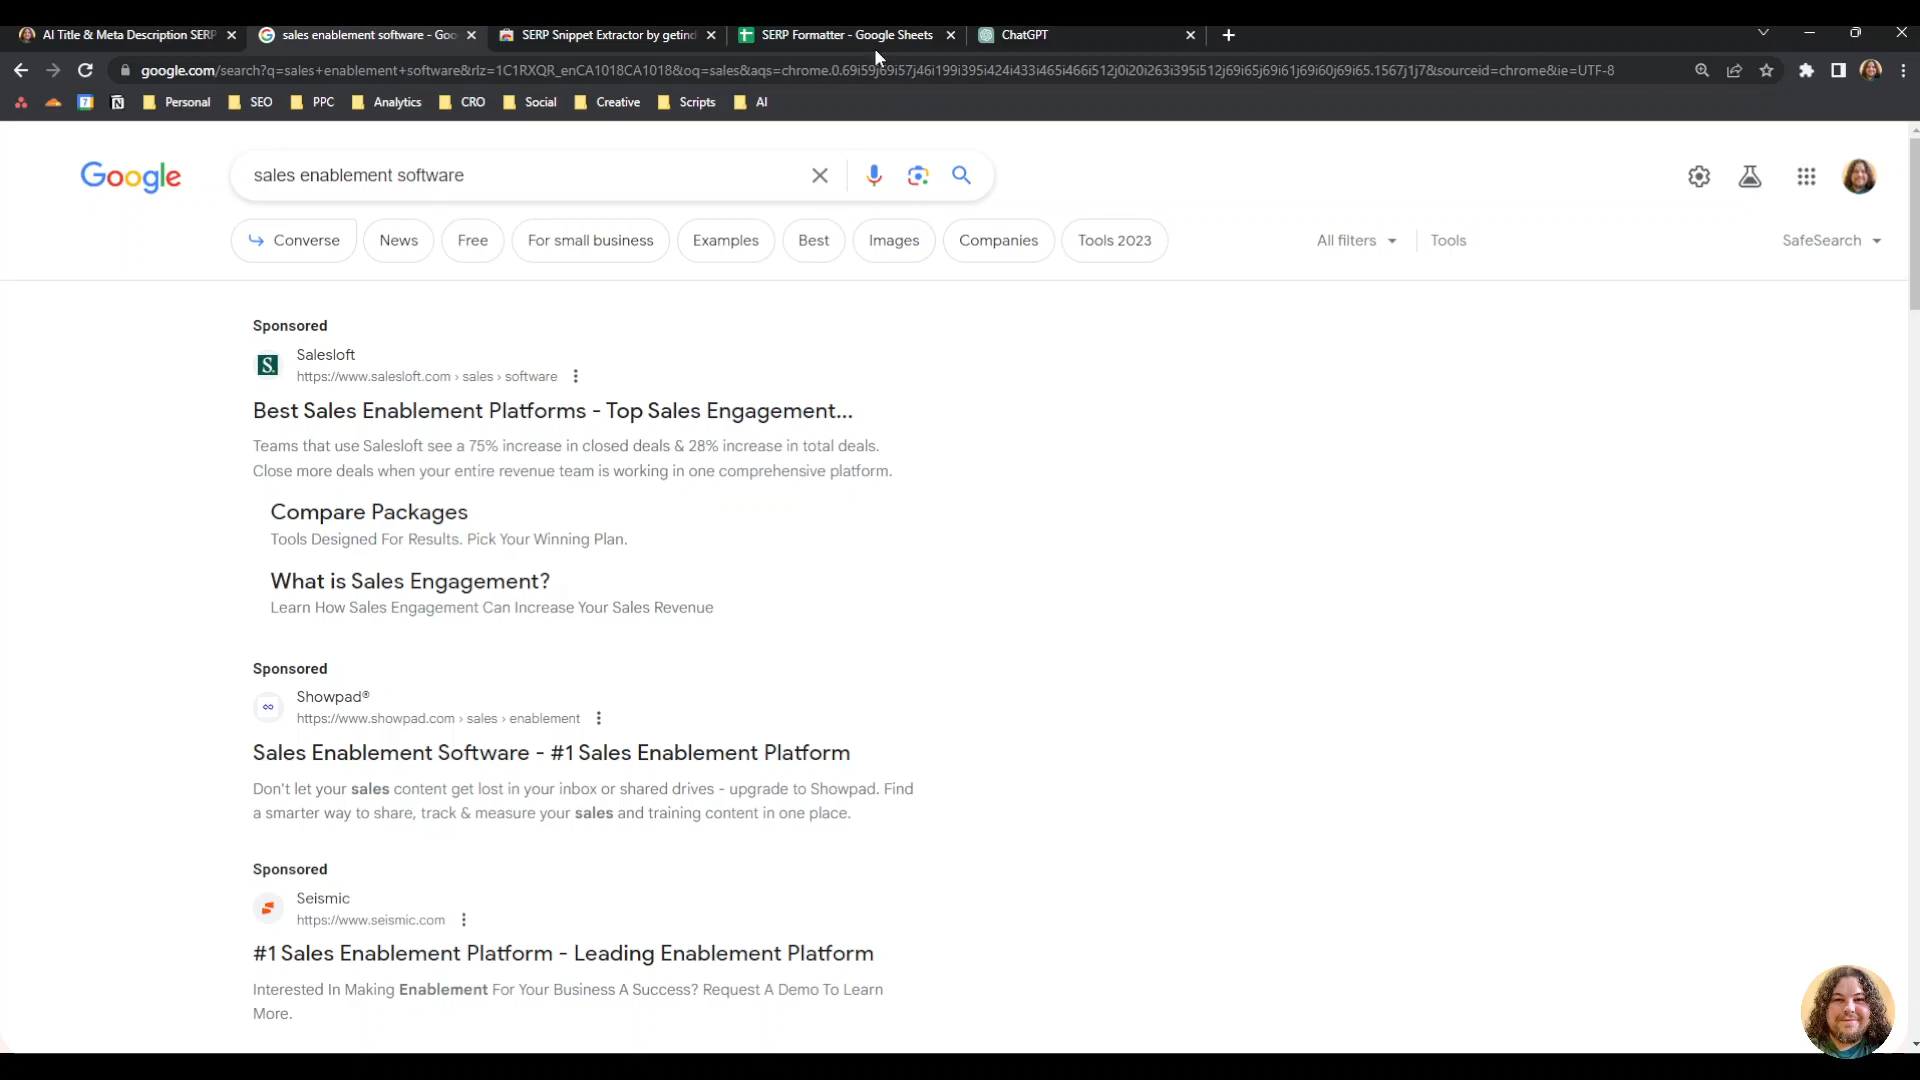 AI Title & Meta Description SERP
sales enablement software - Goo
SERP Snippet Extractor by getind
SERP Formatter - Google Sheets
ChatGPT
google.com/search?q=sales+enablement+software&rlz=1C1RXQR_enCA1018CA1018&oq=sales&aqs=chrome.0.69i59j69i57j46i199i395i424i433i465i466i512j0i20i263i395i512j69i65j69i61j69i60j69i65.1567j1j7&sourceid=chrome&ie=UTF-8
7
Personal
SEO
PPC
Analytics
CRO
Social
Creative
Scripts
AI
Google
sales enablement software
Converse
News
Free
For small business
Examples
Best
Images
Companies
Tools 2023
All filters
Tools
SafeSearch
Sponsored
S.
Salesloft
https://www.salesloft.com › sales › software
Best Sales Enablement Platforms - Top Sales Engagement...
Teams that use Salesloft see a 75% increase in closed deals & 28% increase in total deals.
Close more deals when your entire revenue team is working in one comprehensive platform.
Compare Packages
Tools Designed For Results. Pick Your Winning Plan.
What is Sales Engagement?
Learn How Sales Engagement Can Increase Your Sales Revenue
Sponsored
Showpad®
https://www.showpad.com › sales › enablement
Sales Enablement Software - #1 Sales Enablement Platform
Don't let your sales content get lost in your inbox or shared drives - upgrade to Showpad. Find
a smarter way to share, track & measure your sales and training content in one place.
Sponsored
Seismic
https://www.seismic.com
#1 Sales Enablement Platform - Leading Enablement Platform
Interested In Making Enablement For Your Business A Success? Request A Demo To Learn
More.